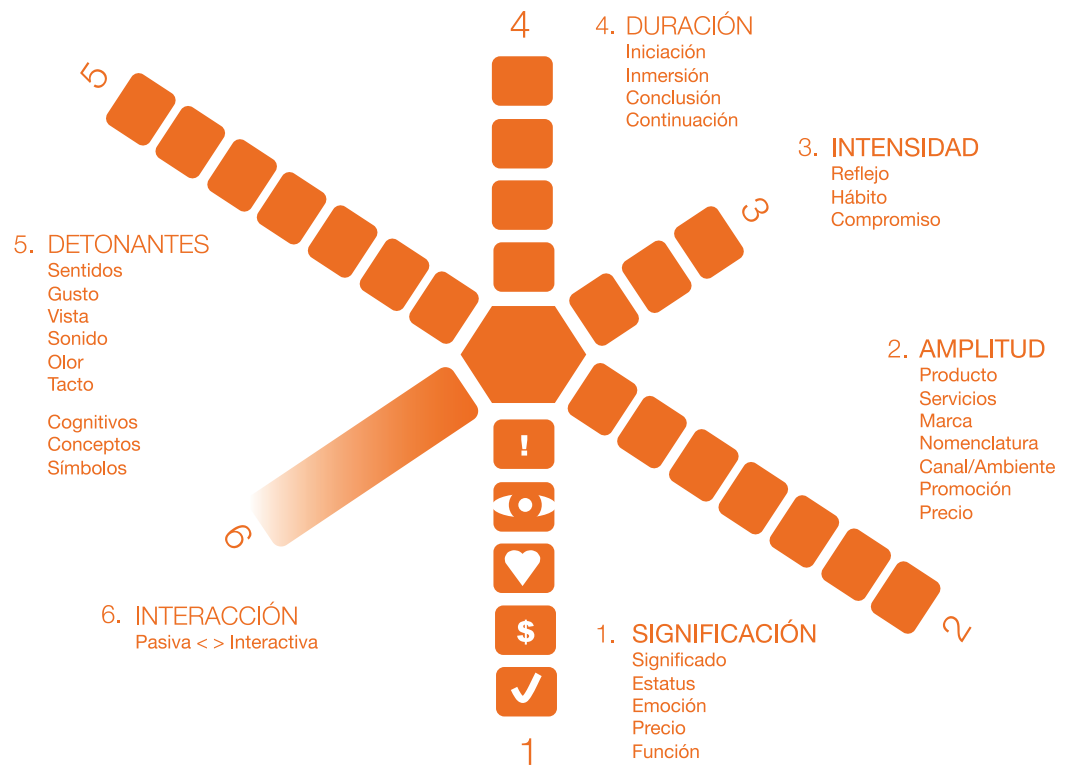 4
4. DURACIÓN
Iniciación
Inmersión
Conclusión
Continuación
5
3. INTENSIDAD
Reflejo
Hábito
Compromiso
3
5. DETONANTES
Sentidos
Gusto
Vista
Sonido
Olor
Tacto
Cognitivos
Conceptos
Símbolos
2. AMPLITUD
Producto
Servicios
Marca
Nomenclatura
Canal/Ambiente
Promoción
Precio
!
6
$
2
6. INTERACCIÓN
Pasiva < > Interactiva
1. SIGNIFICACIÓN
Significado
Estatus
Emoción
Precio
Función
1